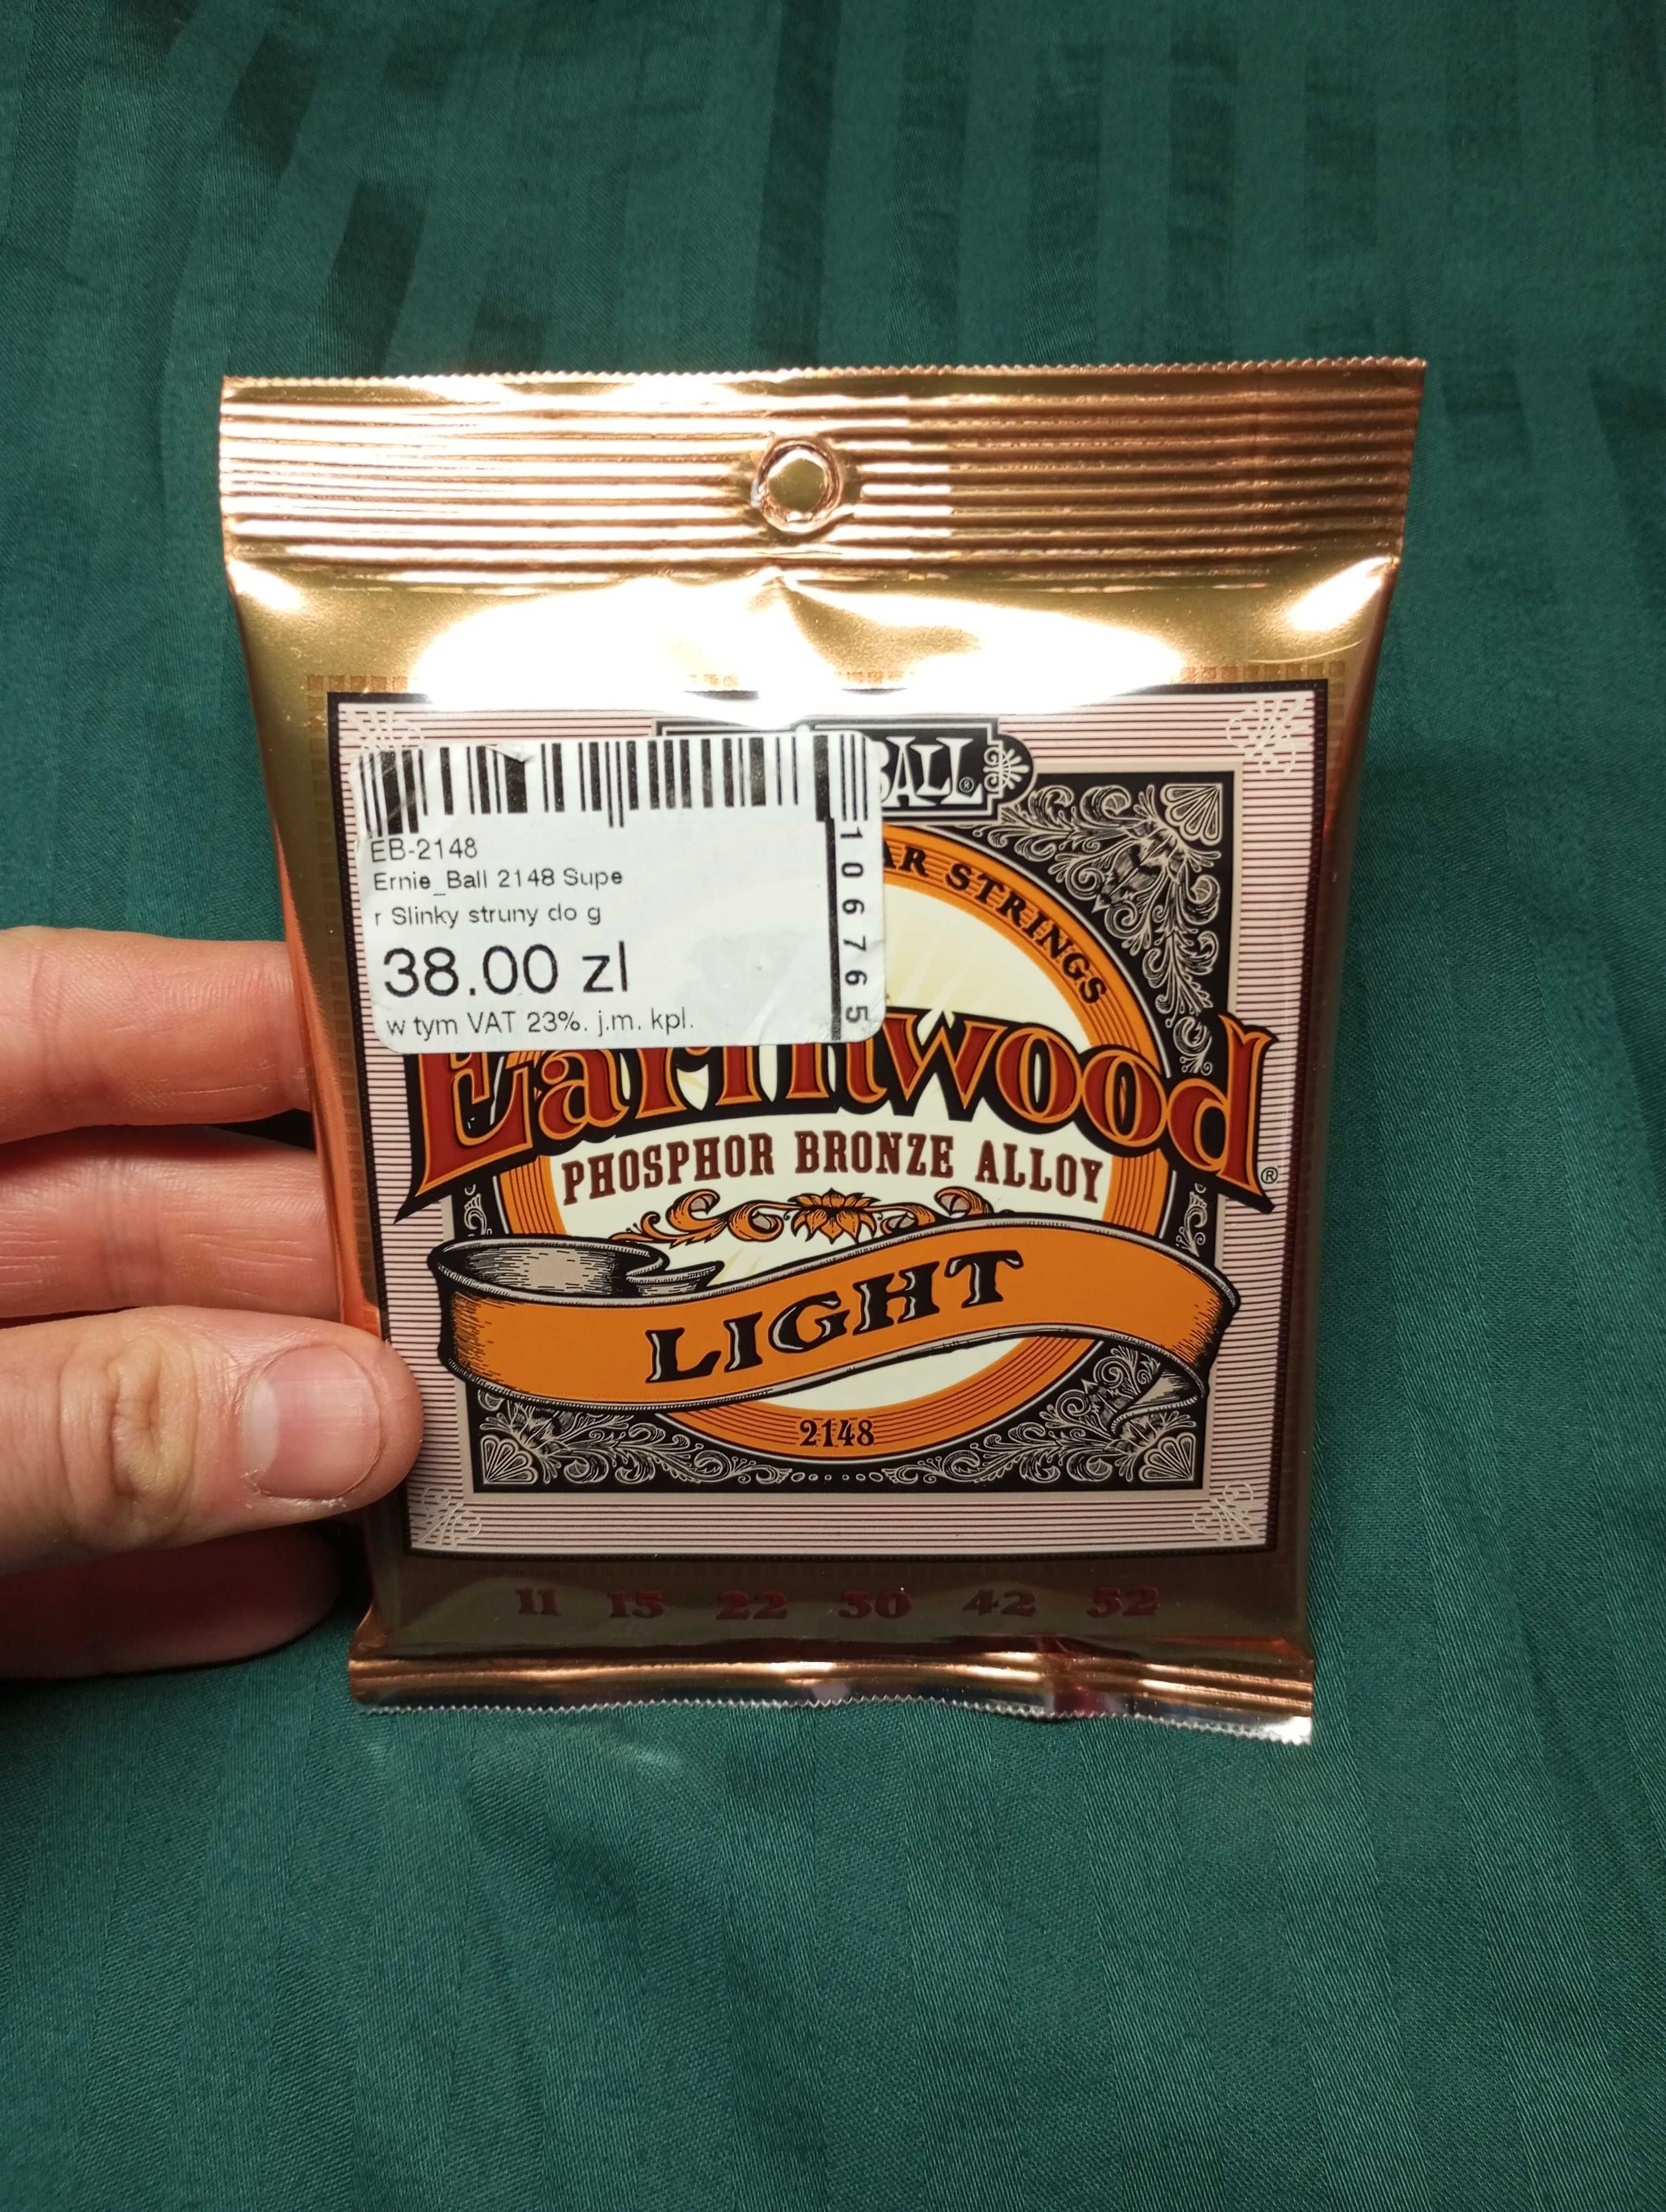 BALL®
EB-2148
Ernie_Ball 2148 Supe
r Slinky struny do g
38.00 zl
w tym VAT 23%. j.m. kpl.
106765
STRINGS
Earthwood®
PHOSPHOR BRONZE ALLOY
LIGHT
2148
11 15 22 30 42 52